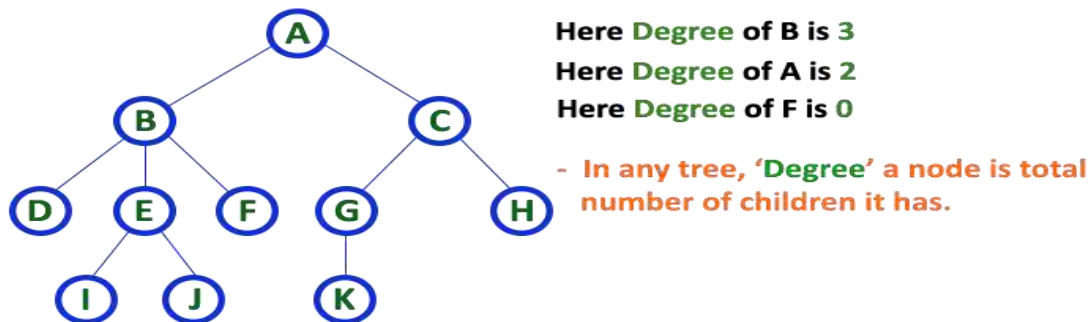 A
B
C
D
E
F
G
H
I
J
K
Here Degree of B is 3
Here Degree of A is 2
Here Degree of F is 0
- In any tree, ‘Degree’ a node is total
number of children it has.